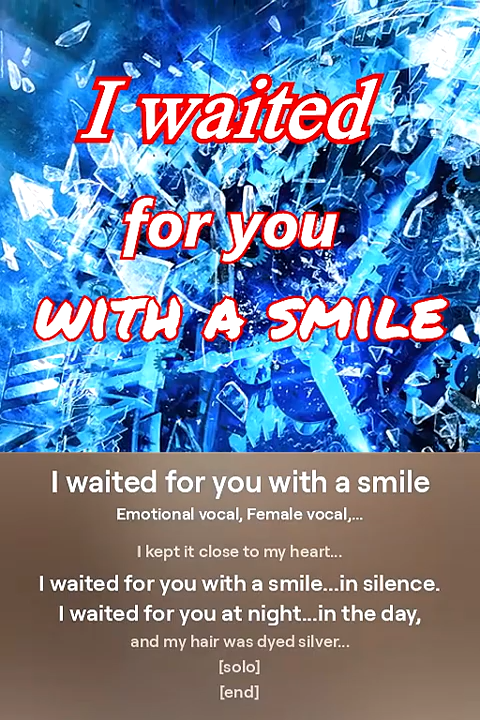 I waited
for you
with a smile
I waited for you with a smile
Emotional vocal, Female vocal,...
I kept it close to my heart...
I waited for you with a smile...in silence.
I waited for you at night...in the day,
and my hair was dyed silver...
[solo]
[end]